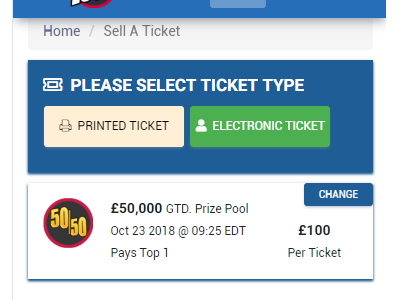 Home / Sell A Ticket
PLEASE SELECT TICKET TYPE
PRINTED TICKET
ELECTRONIC TICKET
CHANGE
50/50
£50,000 GTD. Prize Pool
Oct 23 2018 @ 09:25 EDT
Pays Top 1
£100
Per Ticket